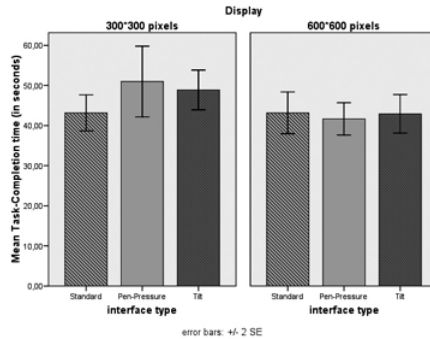 Display
300*300 pixels
600*600 pixels
Mean Task-Completion time (in seconds)
60,00
50,00
40,00
30,00
20,00
10,00
0,00
Standard
Pen-Pressure
Tilt
Standard
Pen-Pressure
Tilt
interface type
interface type
error bars: +/- 2 SE